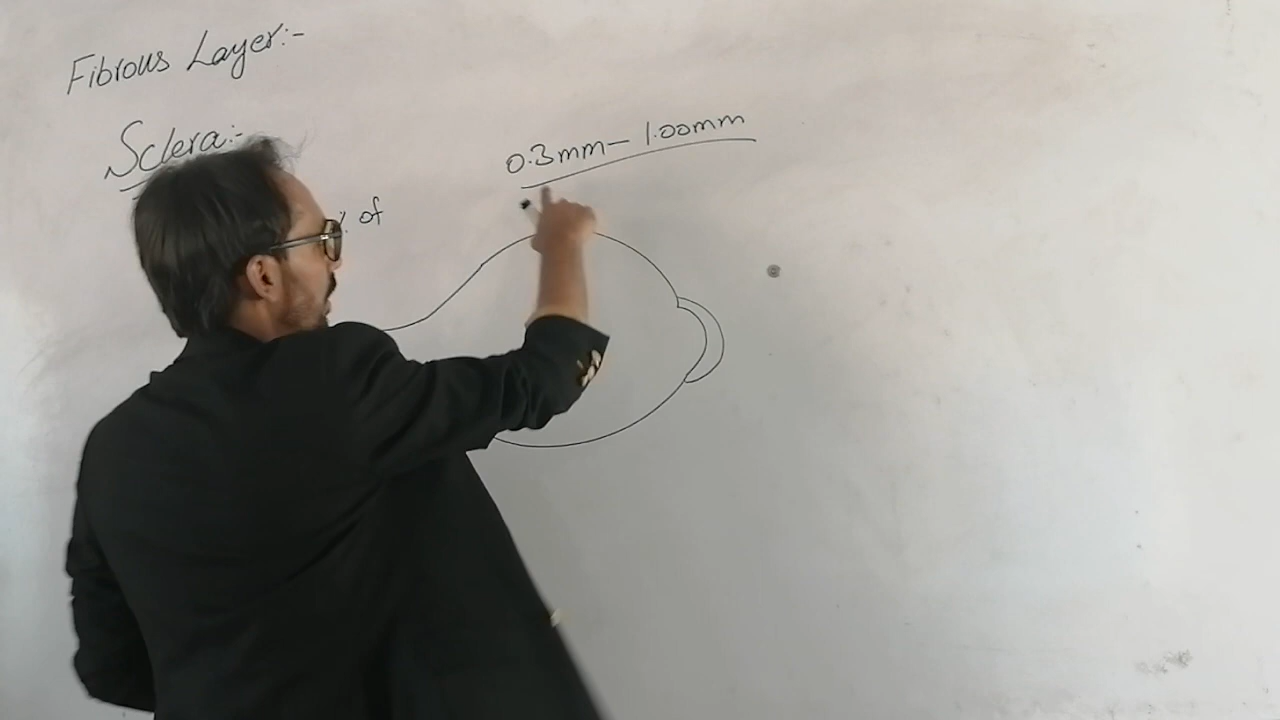 Fibrous Layer:-
Sclera:-
0.3mm- 1.00mm
% of